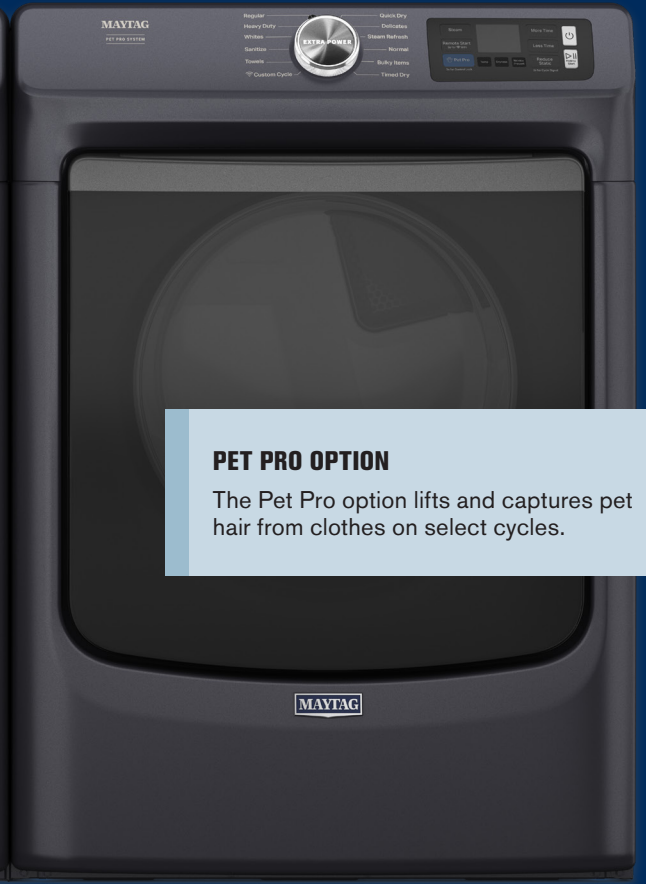 MAYTAG
PET PRO SYSTEM
Regular
Heavy Duty
Whites
Sanitize
Towels
Custom Cycle
EXTRA POWER
Quick Dry
Delicates
Steam Refresh
Normal
Bulky Items
Timed Dry
Steam
Remote Start
Pet Pro
More Time
Less Time
Reduce
Static
PET PRO OPTION
The Pet Pro option lifts and captures pet
hair from clothes on select cycles.
MAYTAG